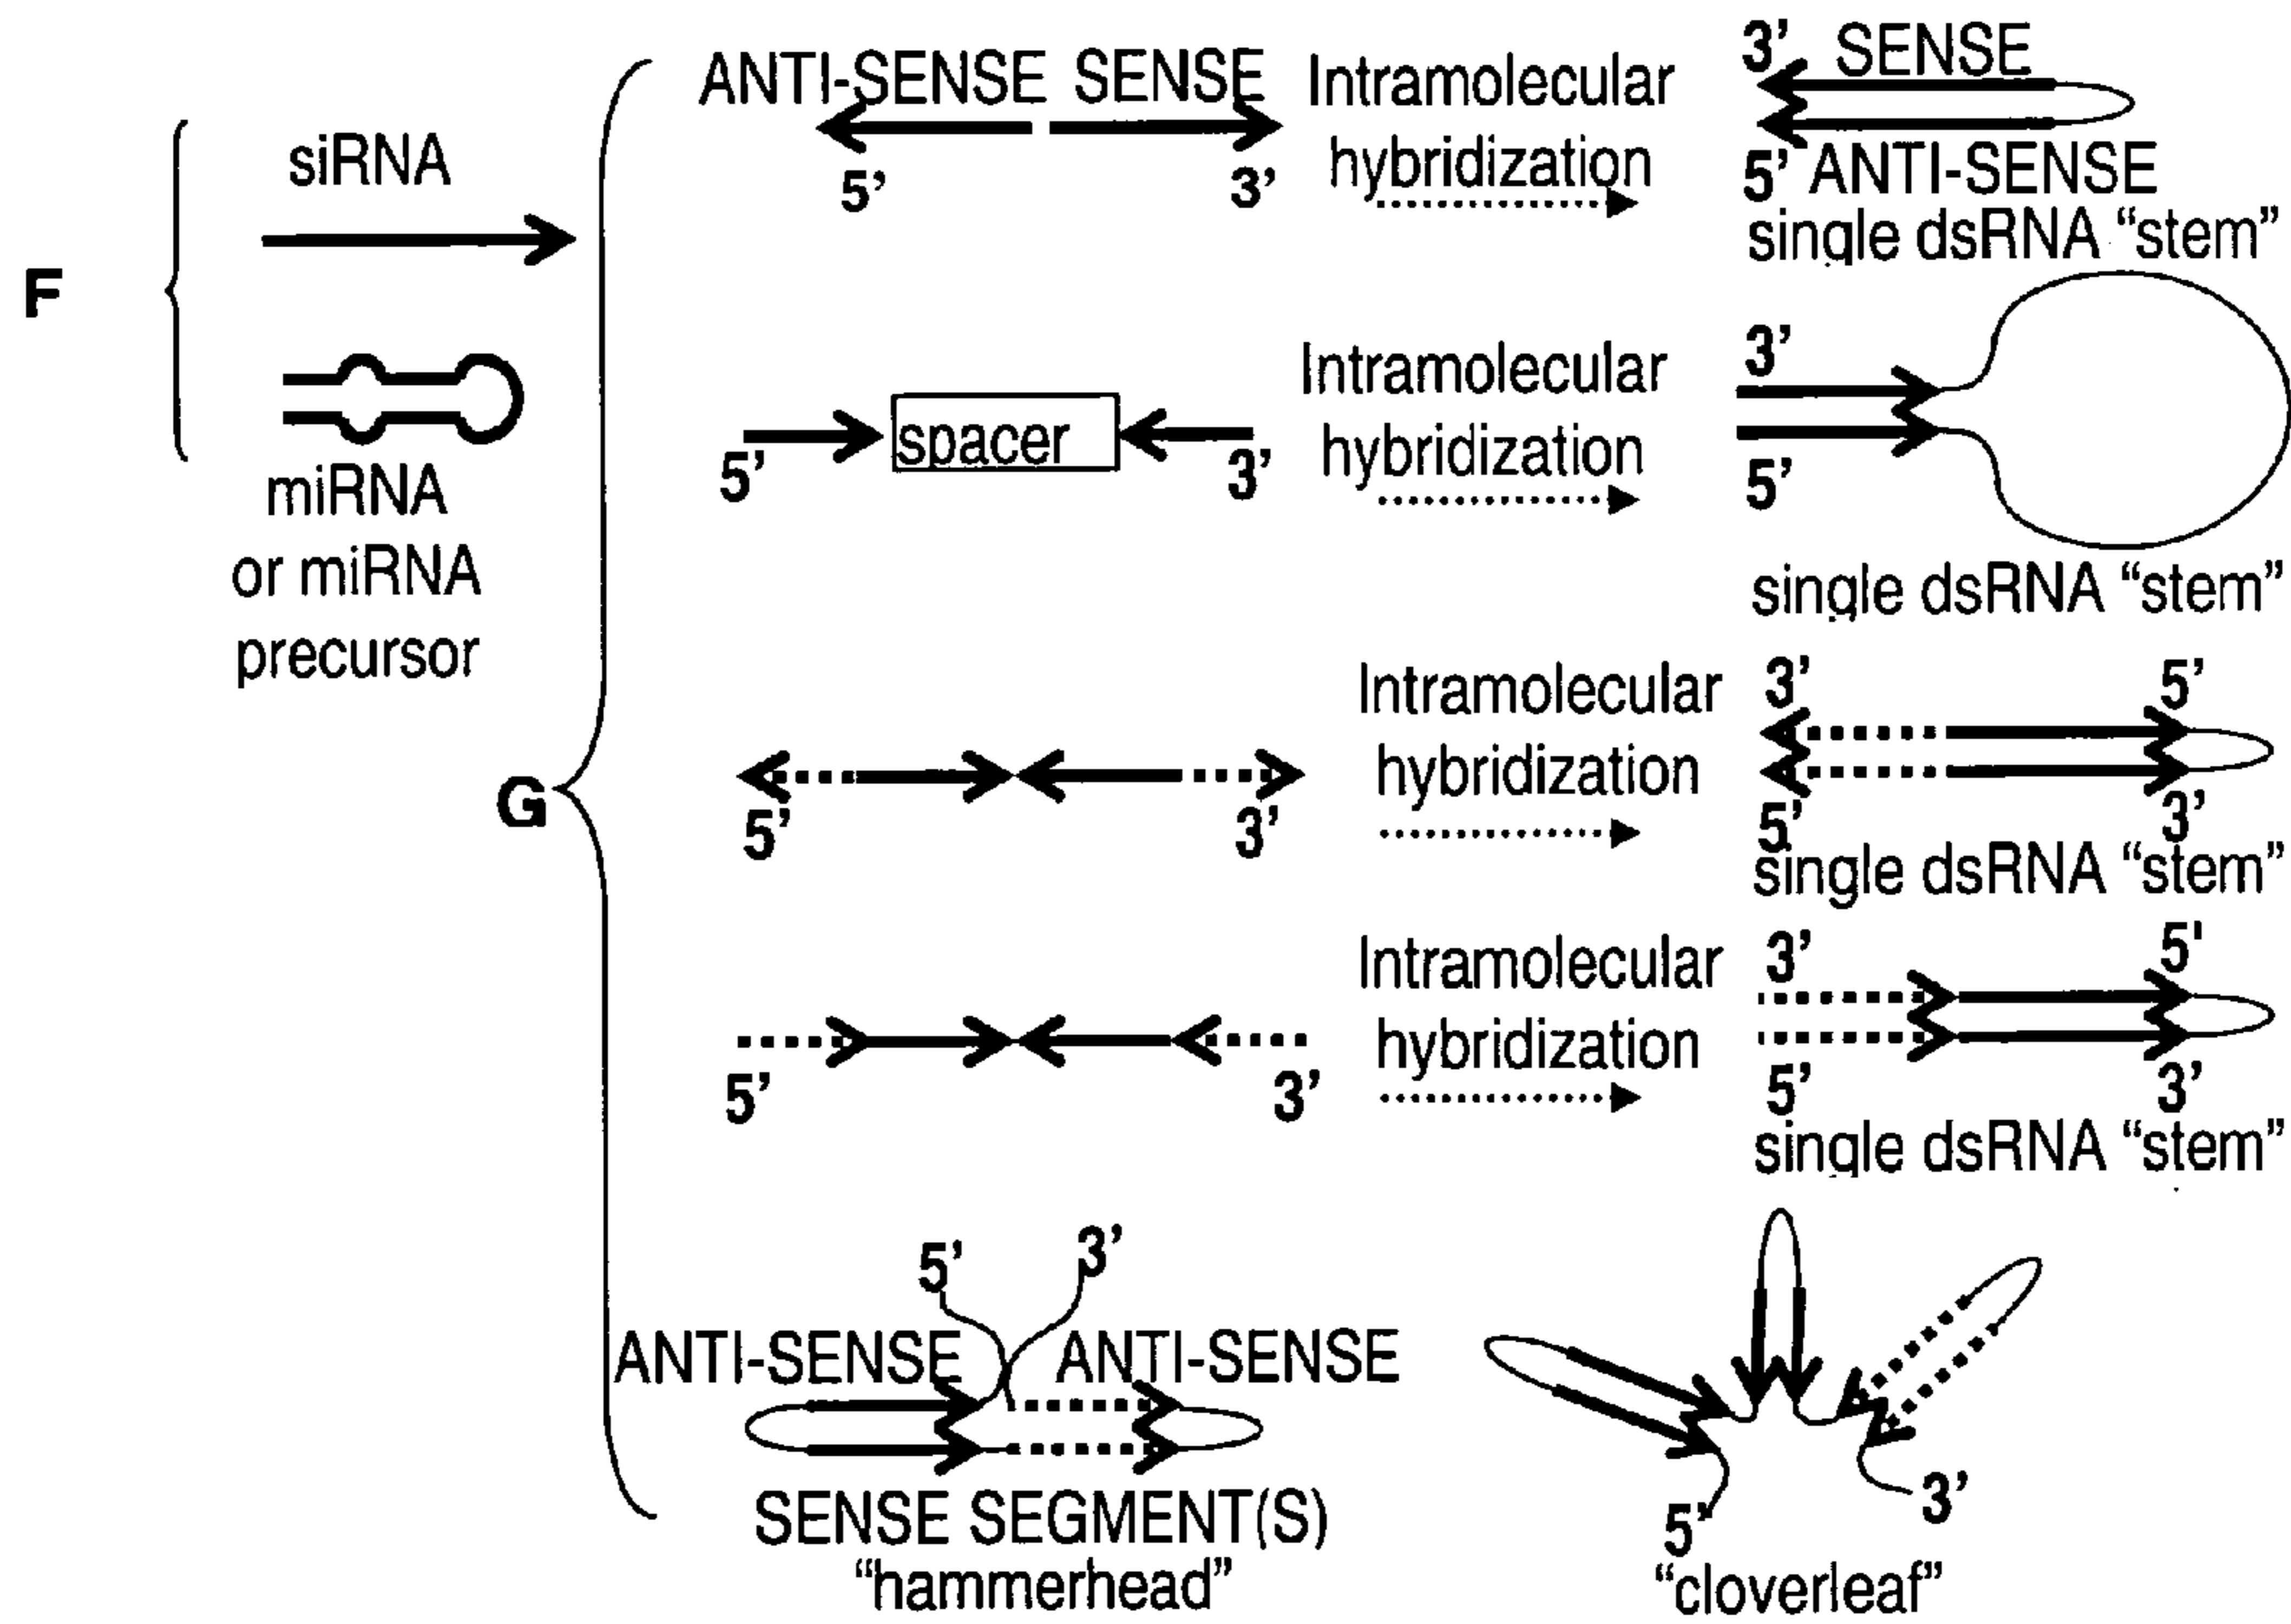 F
siRNA
miRNA
or miRNA
precursor
G
ANTI-SENSE SENSE
5’ 3’
Intramolecular
hybridization
3’ SENSE
5’ ANTI-SENSE
single dsRNA “stem”
5’ spacer 3’
Intramolecular
hybridization
3’
5’
single dsRNA “stem”
5’ 3’
Intramolecular
hybridization
3’ 5’
5’ 3’
single dsRNA “stem”
5’ 3’
Intramolecular
hybridization
3’ 5'
5’ 3’
single dsRNA “stem”
5’ 3’
ANTI-SENSE ANTI-SENSE
SENSE SEGMENT(S)
“hammerhead”
5’ 3’
“cloverleaf”